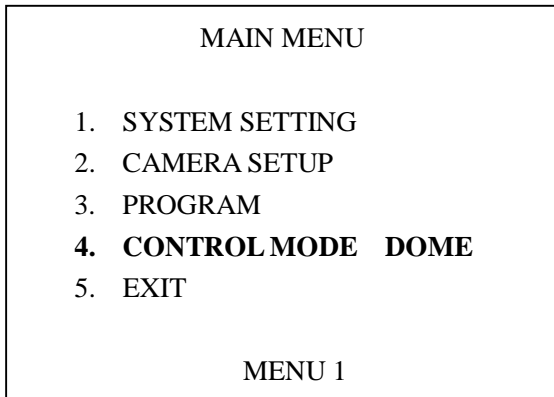 MAIN MENU
1. SYSTEM SETTING
2. CAMERA SETUP
3. PROGRAM
4. CONTROL MODE DOME
5. EXIT
MENU 1